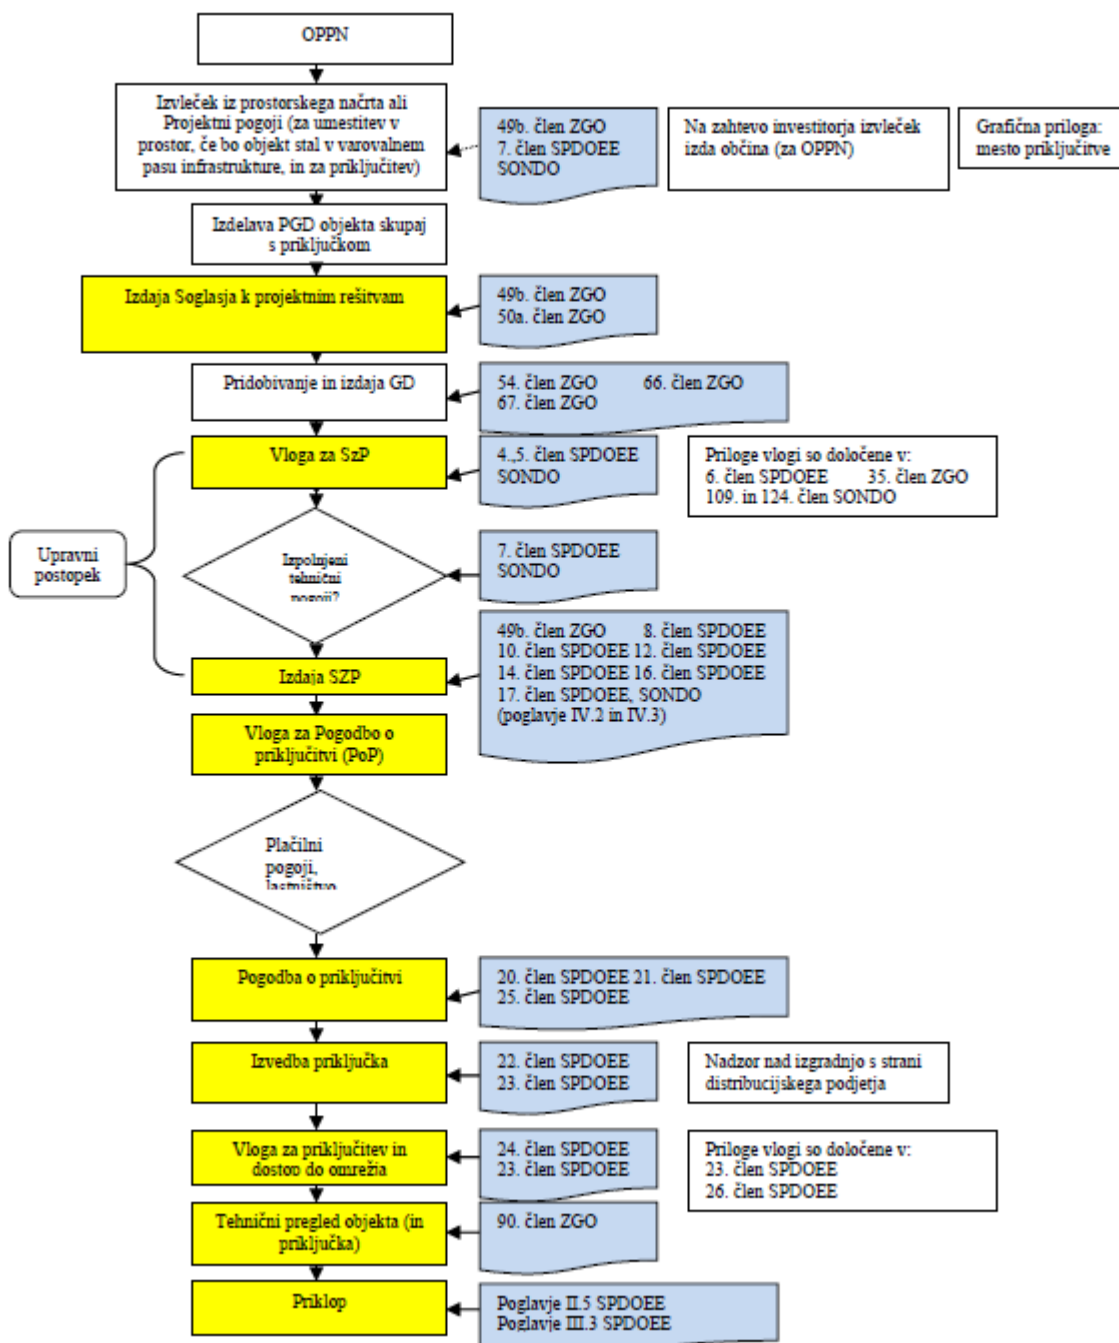 OPPN
Izvleček iz prostorskega načrta ali
Projektni pogoji (za umestitev v
prostor, če bo objekt stal v varovalnem
pasu infrastrukture, in za priključitev)
49b. člen ZGO
7. člen SPDOEE
SONDO
Na zahtevo investitorja izvleček
izda občina (za OPPN)
Grafična priloga:
mesto priključitve
Izdelava PGD objekta skupaj
s priključkom
Izdaja Soglasja k projektnim rešitvam
49b. člen ZGO
50a. člen ZGO
Pridobivanje in izdaja GD
54. člen ZGO 66. člen ZGO
67. člen ZGO
Vloga za SzP
4.,5. člen SPDOEE
SONDO
Priloge vlogi so določene v:
6. člen SPDOEE 35. člen ZGO
109. in 124. člen SONDO
Upravni
postopek
Izpolnjeni
tehnični
pogoji?
7. člen SPDOEE
SONDO
Izdaja SZP
49b. člen ZGO 8. člen SPDOEE
10. člen SPDOEE 12. člen SPDOEE
14. člen SPDOEE 16. člen SPDOEE
17. člen SPDOEE, SONDO
(poglavje IV.2 in IV.3)
Vloga za Pogodbo o
priključitvi (PoP)
Plačilni
pogoji,
lastništvo
Pogodba o priključitvi
20. člen SPDOEE 21. člen SPDOEE
25. člen SPDOEE
Izvedba priključka
22. člen SPDOEE
23. člen SPDOEE
Nadzor nad izgradnjo s strani
distribucijskega podjetja
Vloga za priključitev in
dostop do omrežja
24. člen SPDOEE
23. člen SPDOEE
Priloge vlogi so določene v:
23. člen SPDOEE
26. člen SPDOEE
Tehnični pregled objekta (in
priključka)
90. člen ZGO
Priklop
Poglavje II.5 SPDOEE
Poglavje III.3 SPDOEE